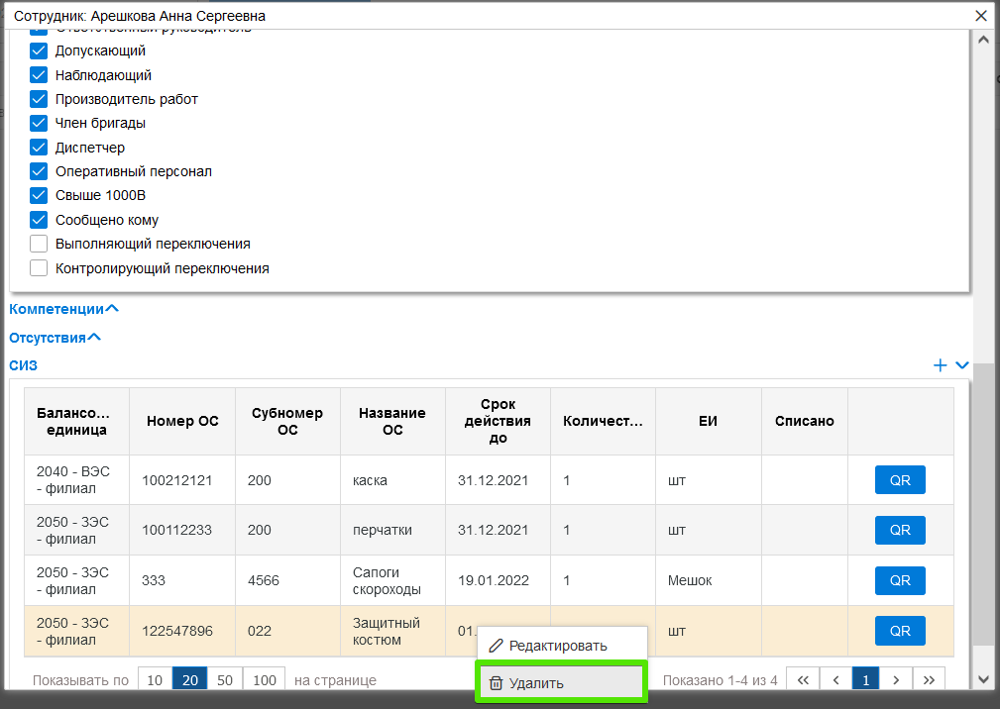 Сотрудник: Арешкова Анна Сергеевна
Ответственный руководитель
Допускающий
Наблюдающий
Производитель работ
Член бригады
Диспетчер
Оперативный персонал
Свыше 1000В
Сообщено кому
Выполняющий переключения
Контролирующий переключения
Компетенции
Отсутствия
СИЗ
Балансо... единица Номер ОС Субномер ОС Название ОС Срок действия до Количест... ЕИ Списано
2040 - ВЭС - филиал 100212121 200 каска 31.12.2021 1 шт QR
2050 - ЗЭС - филиал 100112233 200 перчатки 31.12.2021 1 шт QR
2050 - ЗЭС - филиал 333 4566 Сапоги скороходы 19.01.2022 1 Мешок QR
2050 - ЗЭС - филиал 122547896 022 Защитный костюм 01. шт QR
Редактировать
Удалить
Показывать по 10 20 50 100 на странице Показано 1-4 из 4 « ‹ 1 › »